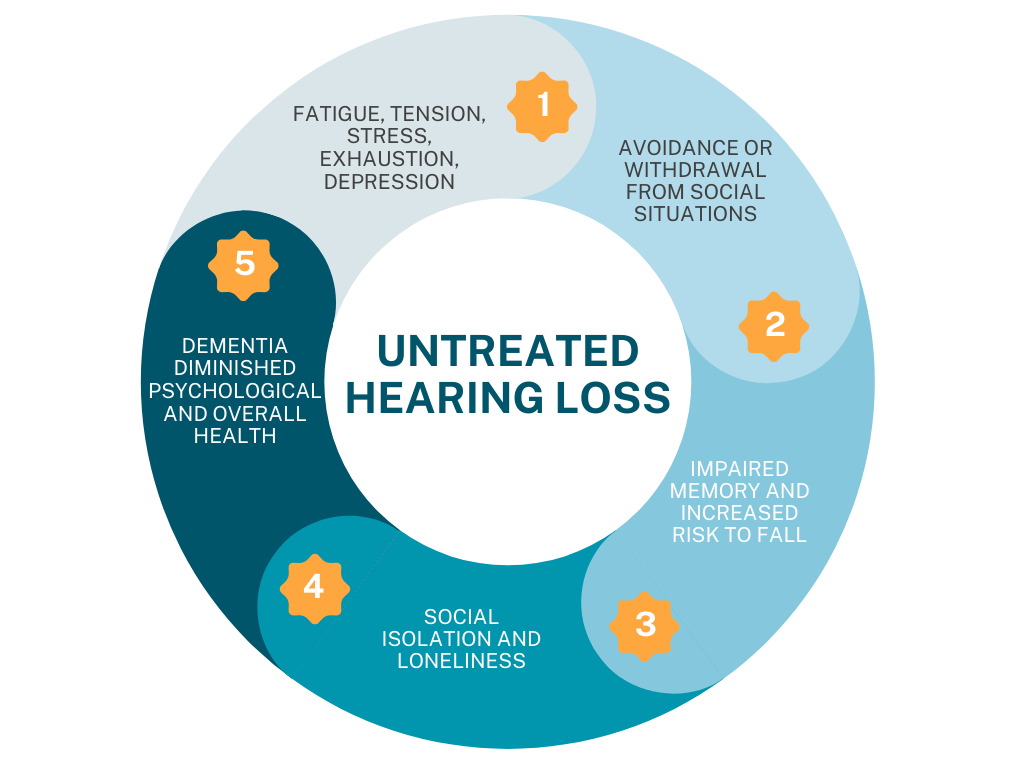 UNTREATED
HEARING LOSS
1
FATIGUE, TENSION,
STRESS,
EXHAUSTION,
DEPRESSION
2
AVOIDANCE OR
WITHDRAWAL
FROM SOCIAL
SITUATIONS
3
IMPAIRED
MEMORY AND
INCREASED
RISK TO FALL
4
SOCIAL
ISOLATION AND
LONELINESS
5
DEMENTIA
DIMINISHED
PSYCHOLOGICAL
AND OVERALL
HEALTH